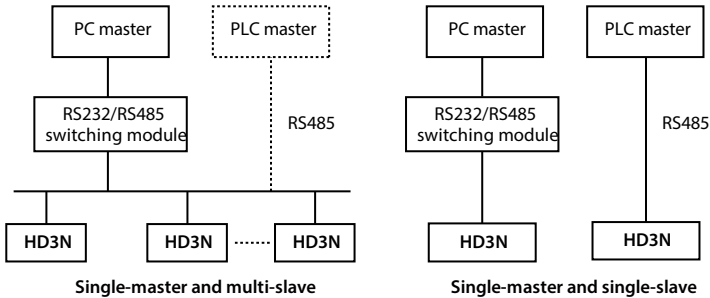 PC master
PLC master
RS232/RS485
switching module
RS485
HD3N
HD3N
HD3N
Single-master and multi-slave
PC master
PLC master
RS232/RS485
switching module
RS485
HD3N
HD3N
Single-master and single-slave